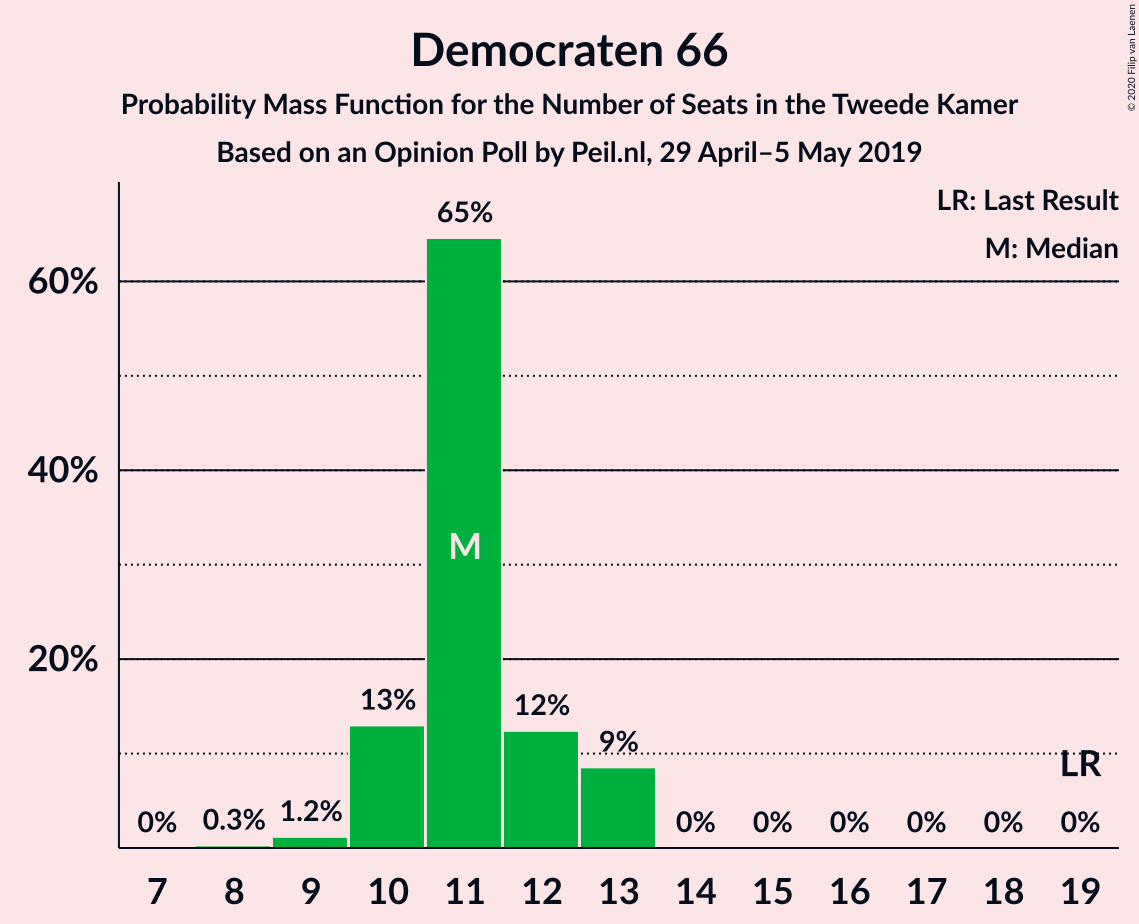 Democraten 66
Probability Mass Function for the Number of Seats in the Tweede Kamer
Based on an Opinion Poll by Peil.nl, 29 April–5 May 2019
© 2020 Filip van Laenen
LR: Last Result
M: Median
60%
40%
20%
0%
0.3%
1.2%
13%
65%
12%
9%
0%
0%
0%
0%
0%
0%
M
LR
7 8 9 10 11 12 13 14 15 16 17 18 19